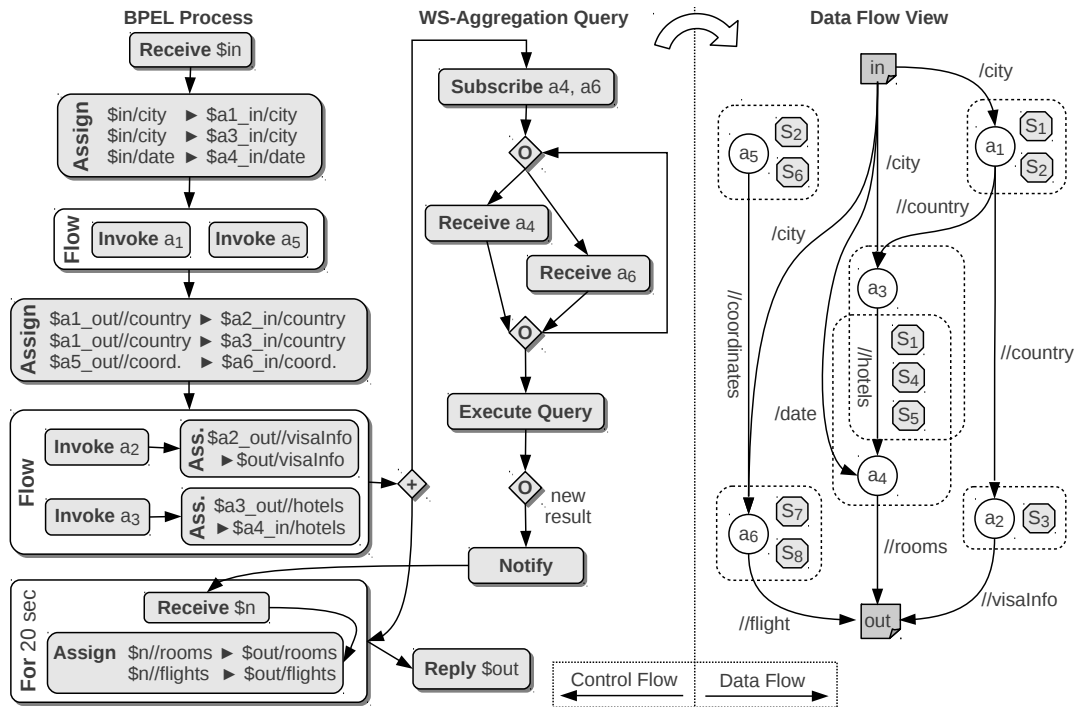 BPEL Process
Receive $in
Assign
$in/city ► $a1_in/city
$in/city ► $a3_in/city
$in/date ► $a4_in/date
Flow
Invoke a1
Invoke a5
Assign
$a1_out//country ► $a2_in/country
$a1_out//country ► $a3_in/country
$a5_out//coord. ► $a6_in/coord.
Flow
Invoke a2
Ass.
$a2_out//visaInfo
►$out/visaInfo
Invoke a3
Ass.
$a3_out//hotels
►$a4_in/hotels
+
For 20 sec
Receive $n
Assign $n//rooms ► $out/rooms
$n//flights ► $out/flights
Reply $out
WS-Aggregation Query
Subscribe a4, a6
O
Receive a4
Receive a6
O
Execute Query
O
new
result
Notify
Control Flow
Data Flow
Data Flow View
in
/city
S2
a5
S6
S1
a1
S2
/city
//country
/city
a3
//coordinates
S1
//hotels
S4
S5
//country
/date
a4
S7
a6
S8
a2
S3
//rooms
//visaInfo
//flight
out